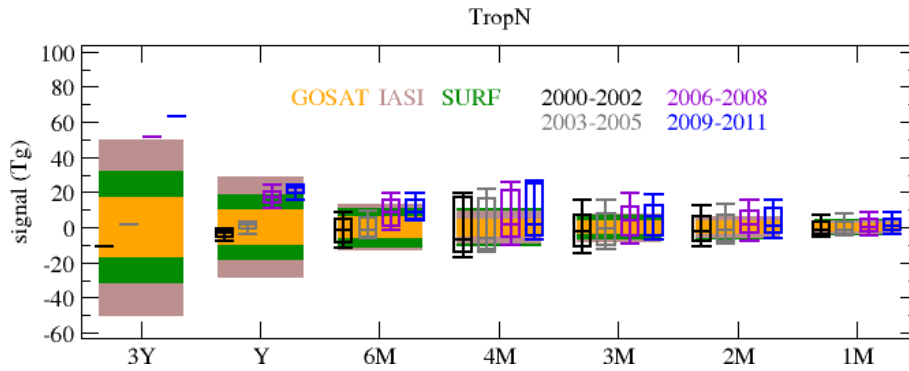 TropN
signal (Tg)
100
80
60
40
20
0
-20
-40
-60
GOSAT IASI SURF
2000-2002 2006-2008
2003-2005 2009-2011
3Y Y 6M 4M 3M 2M 1M